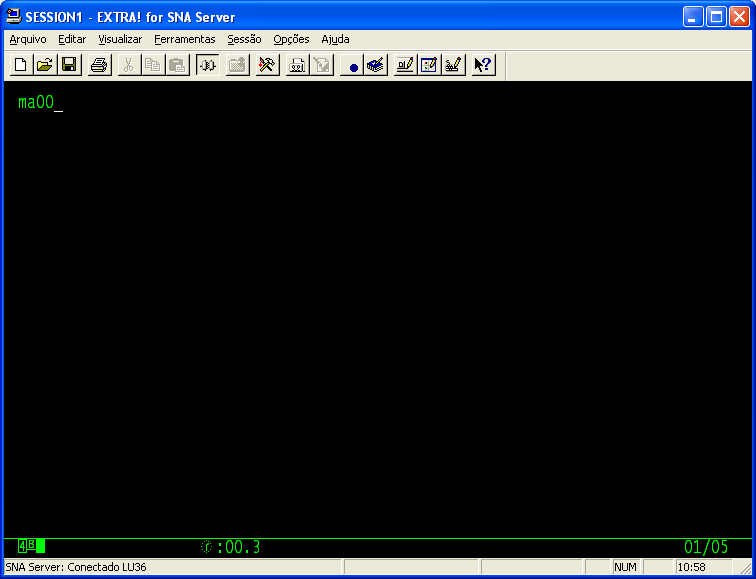 SESSION1 - EXTRA! for SNA Server
Arquivo Editar Visualizar Ferramentas Sessão Opções Ajuda
ma00_
4B :00.3 01/05
SNA Server: Conectado LU36 NUM 10:58